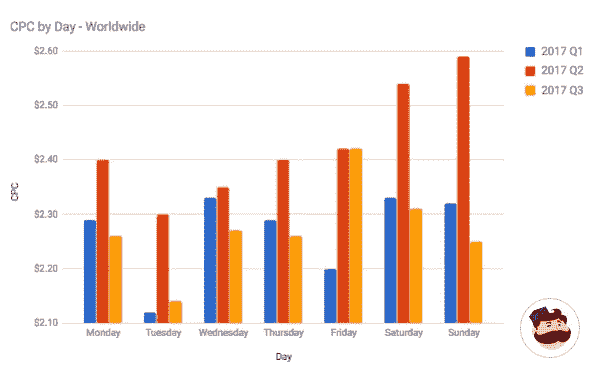 CPC by Day - Worldwide
2017 Q1
2017 Q2
2017 Q3
$2.60
$2.50
$2.40
$2.30
$2.20
$2.10
CPC
Monday Tuesday Wednesday Thursday Friday Saturday Sunday
Day